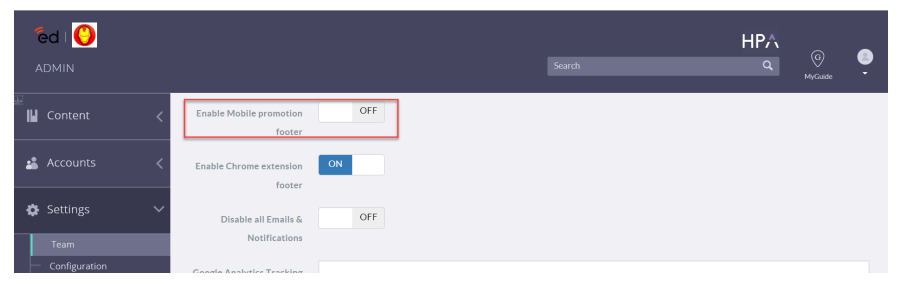 ed
HPA
ADMIN
Search
G
MyGuide
Content
Enable Mobile promotion
footer
OFF
Accounts
Enable Chrome extension
footer
ON
Settings
Disable all Emails &
Notifications
OFF
Team
Configuration
Google Analytics Tracking